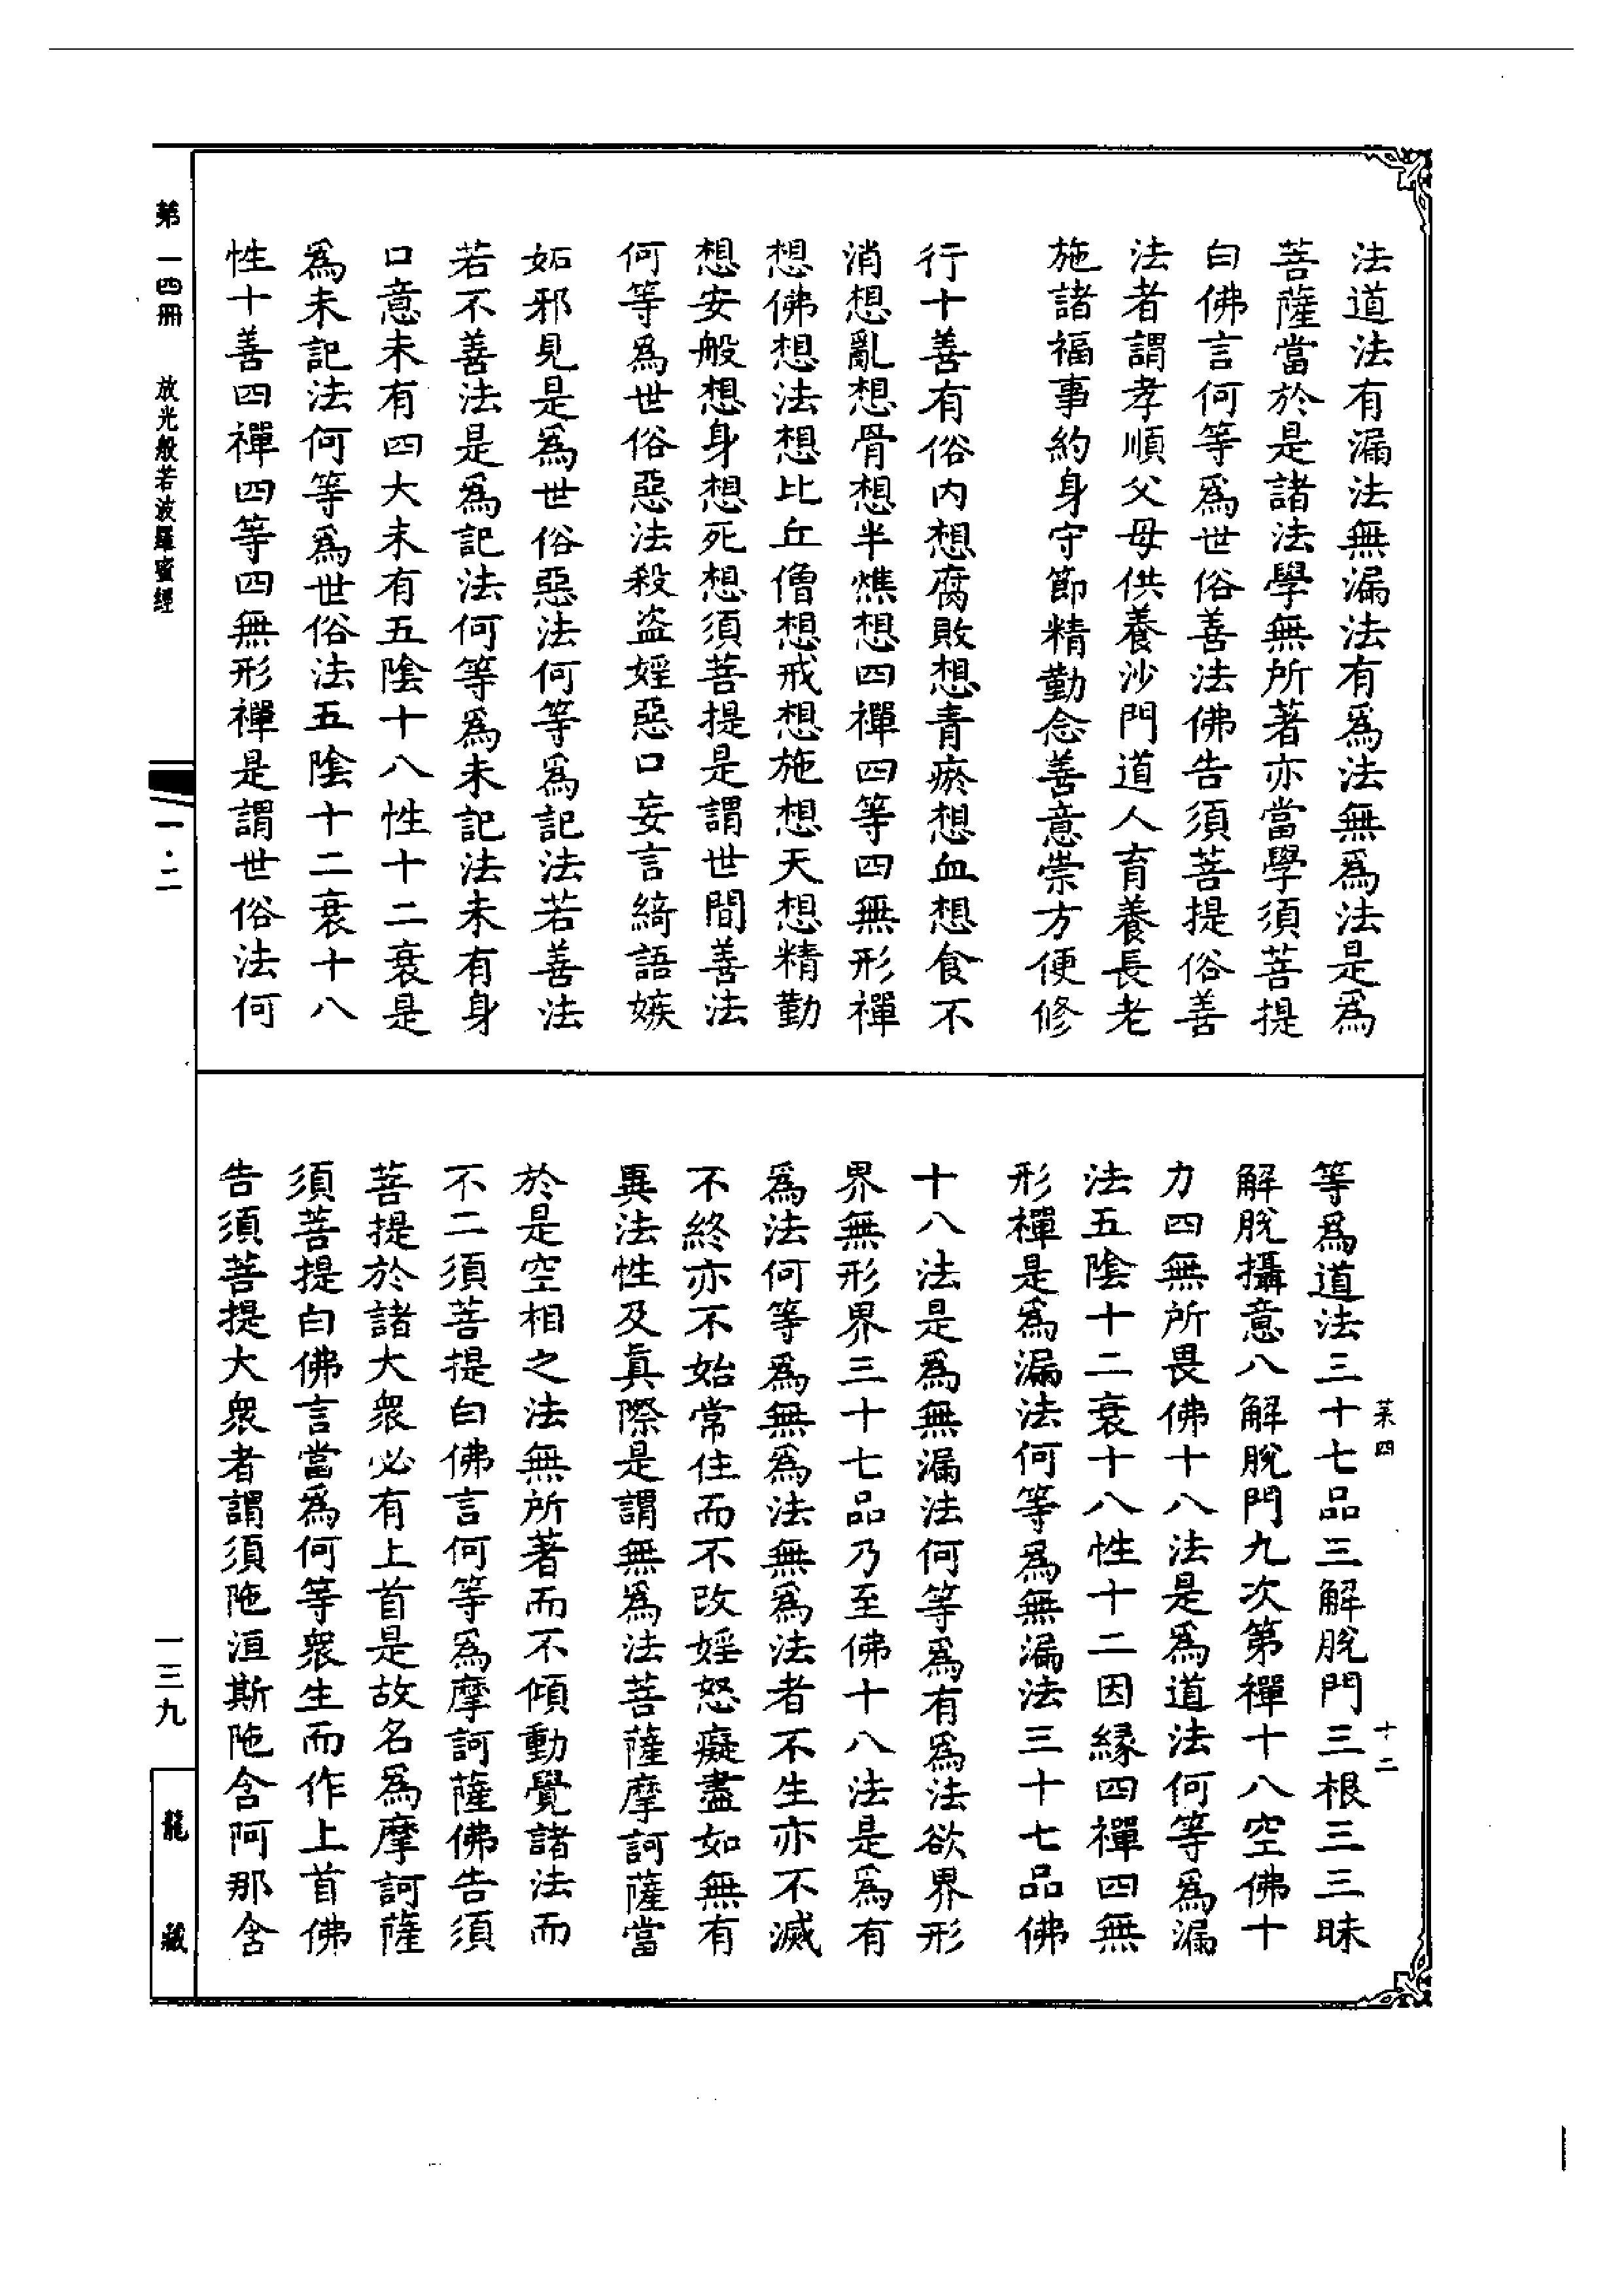 法道法有漏法無漏法有爲法無爲法是爲
菩薩當於是諸法學無所著亦當學須菩提
白佛言何等爲世俗善法佛告須菩提俗善
法者謂孝順父母供養沙門道人育養長老
施諸福事約身守節精勤念善意崇方便修
行十善有俗内想腐敗想青瘀想血想食不
消想亂想骨想半燋想四禪四等四無形禪
想佛想法想比丘僧想戒想施想天想精勤
想安般想身想死想須菩提是謂世間善法
何等爲世俗惡法殺盗婬惡口妄言綺語嫉
妬邪見是爲世俗惡法何等爲記法若善法
若不善法是爲記法何等爲未記法未有身
口意未有四大未有五陰十八性十二衰是
爲未記法何等爲世俗法五陰十二衰十八
性十善四禪四等四無形禪是謂世俗法何
等爲道法三十七品三解脫門三根三三昧
解脫攝意八解脫門九次第禪十八空佛十
力四無所畏佛十八法是爲道法何等爲漏
法五陰十二衰十八性十二因縁四禪四無
形禪是爲漏法何等爲無漏法三十七品佛
十八法是爲無漏法何等爲有爲法欲界形
界無形界三十七品乃至佛十八法是爲有
爲法何等爲無爲法無爲法者不生亦不滅
不終亦不始常住而不改婬怒癡盡如無有
異法性及眞際是謂無爲法菩薩摩訶薩當
於是空相之法無所著而不傾動覺諸法而
不二須菩提白佛言何等爲摩訶薩佛告須
菩提於諸大衆必有上首是故名爲摩訶薩
須菩提白佛言當爲何等衆生而作上首佛
告須菩提大衆者謂須陁洹斯陁含阿那含
菜四
十二
第一四冊
放光般若波羅蜜經
一·二
一三九
龍藏